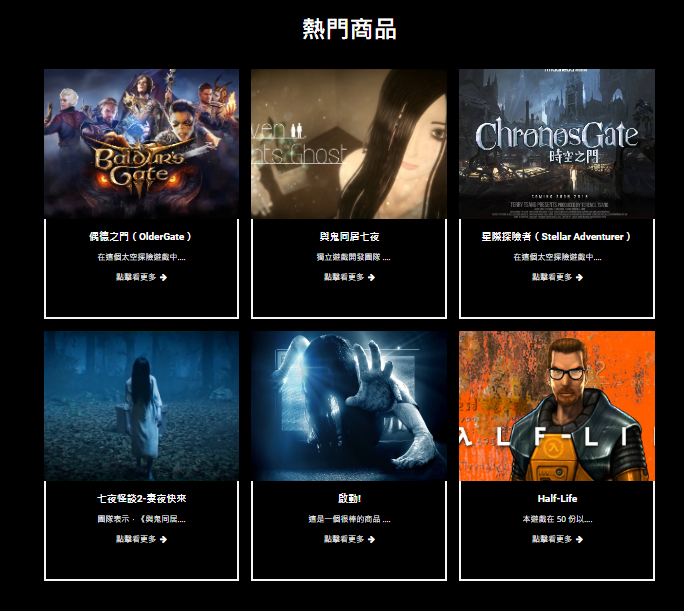 熱門商品
BALDUR'S GATE
偶德之門 ( OlderGate )
在這個太空探險遊戲中....
點擊看更多
ven
hts Ghost
與鬼同居七夜
獨立遊戲開發團隊 ....
點擊看更多
CHRONOSGATE
時空之門
COMING SOON
星際探險者 ( Stellar Adventurer )
在這個太空探險遊戲中....
點擊看更多
七夜怪談2-妻夜快來
團隊表示，《與鬼同居....
點擊看更多
啟動!
這是一個很棒的商品 ....
點擊看更多
λ L F - L I
Half-Life
本遊戲在 50 份以....
點擊看更多